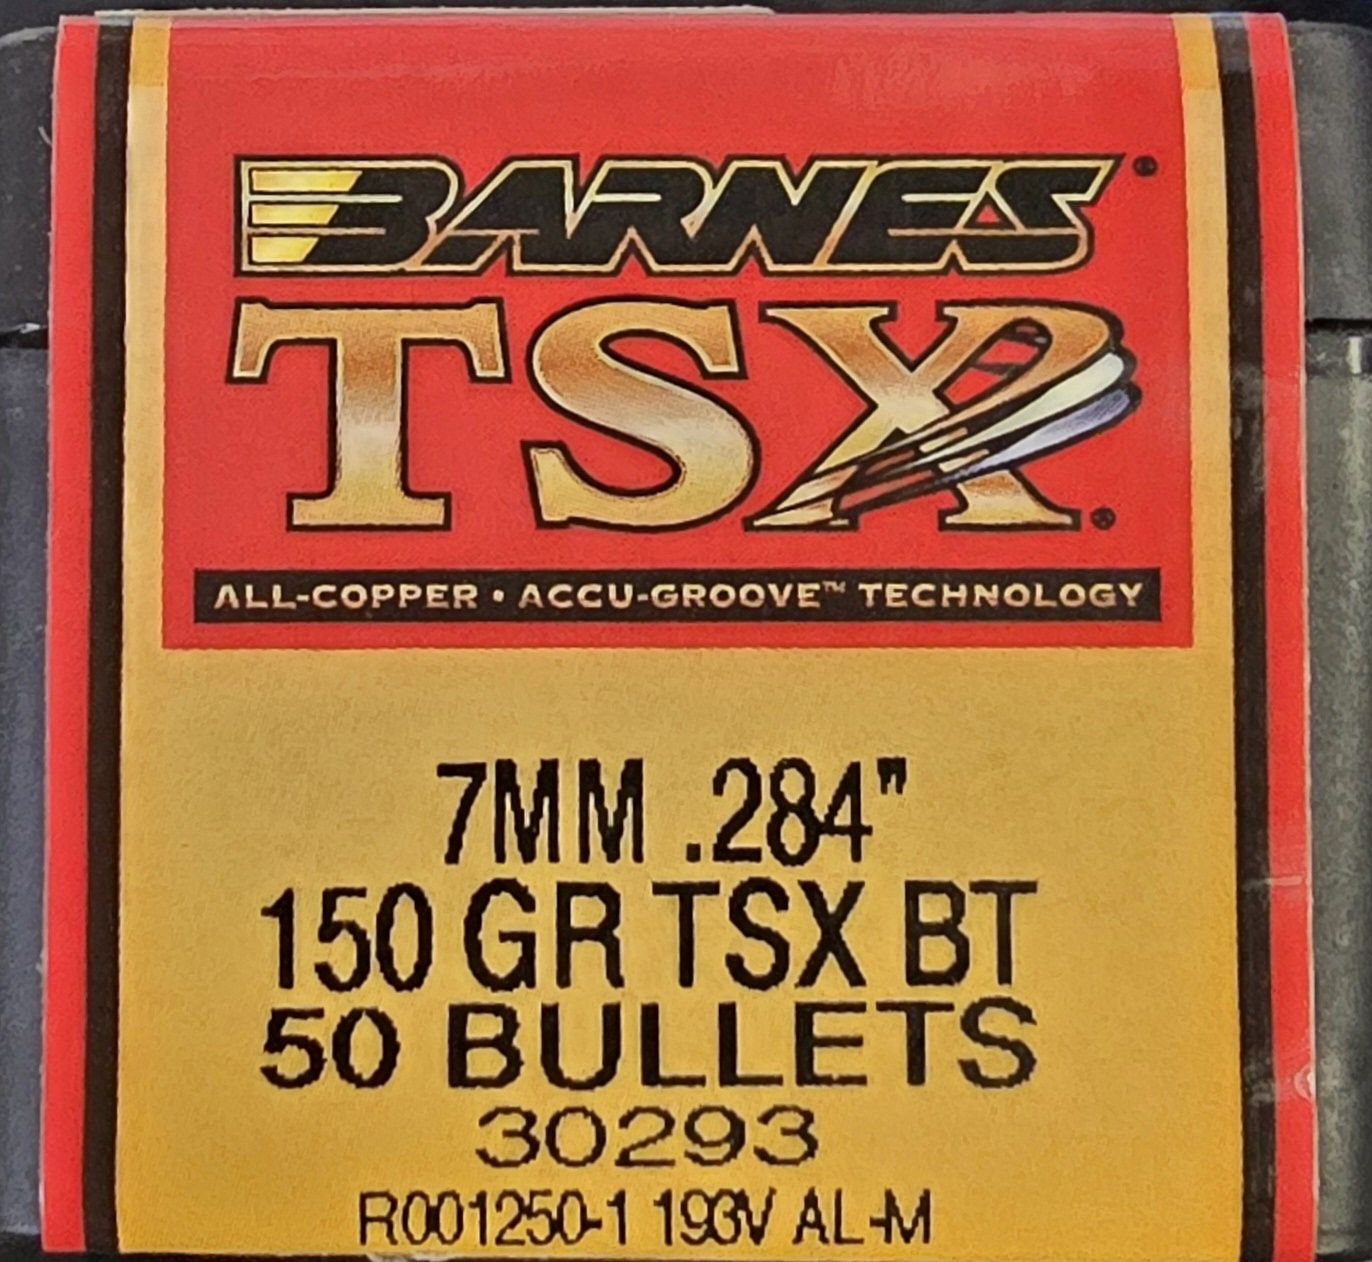 BARNES®
TSX®
ALL-COPPER • ACCU-GROOVE™ TECHNOLOGY
7MM .284"
150 GR TSX BT
50 BULLETS
30293
R001250-1 193V AL-M